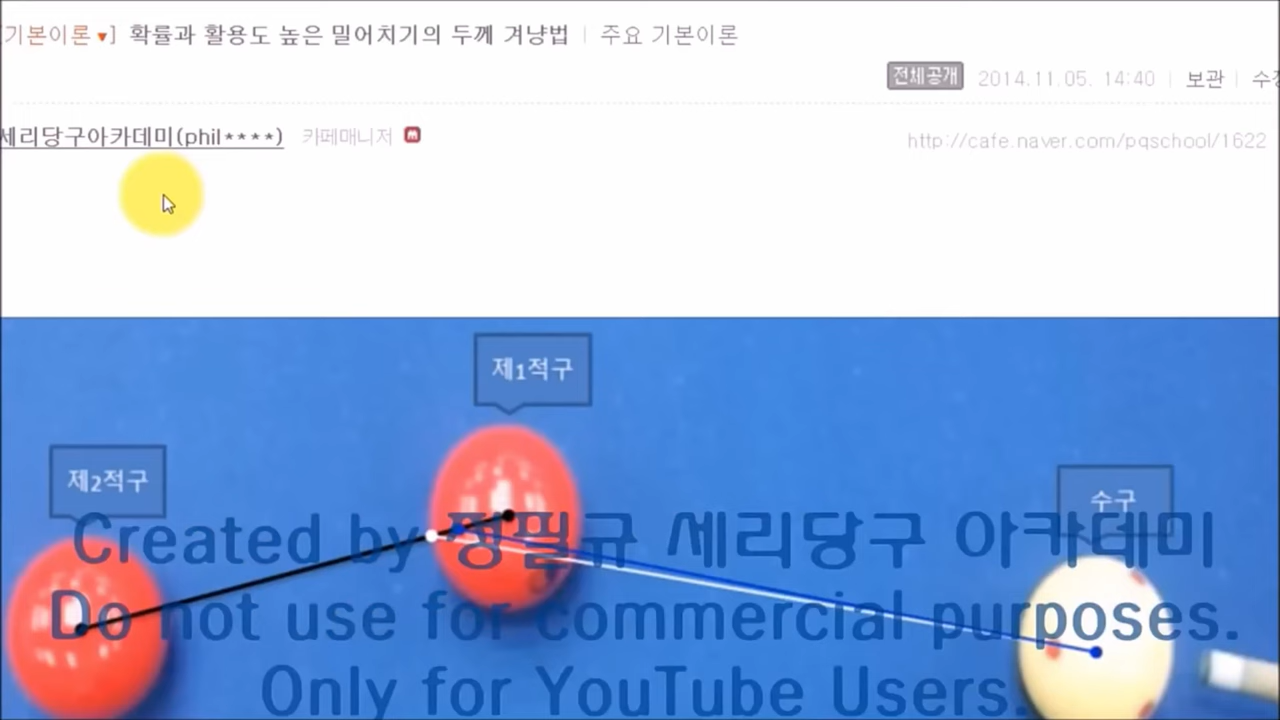 [기본이론 ▼] 확률과 활용도 높은 밀어치기의 두께 겨냥법 | 주요 기본이론
전체공개 2014.11.05. 14:40 | 보관 |
세리당구아카데미(phil****) 카페매니저
http://cafe.naver.com/pqschool/1622
제1적구
제2적구
수구
Created by 정필규 세리당구 아카데미
Do not use for commercial purposes.
Only for YouTube Users.